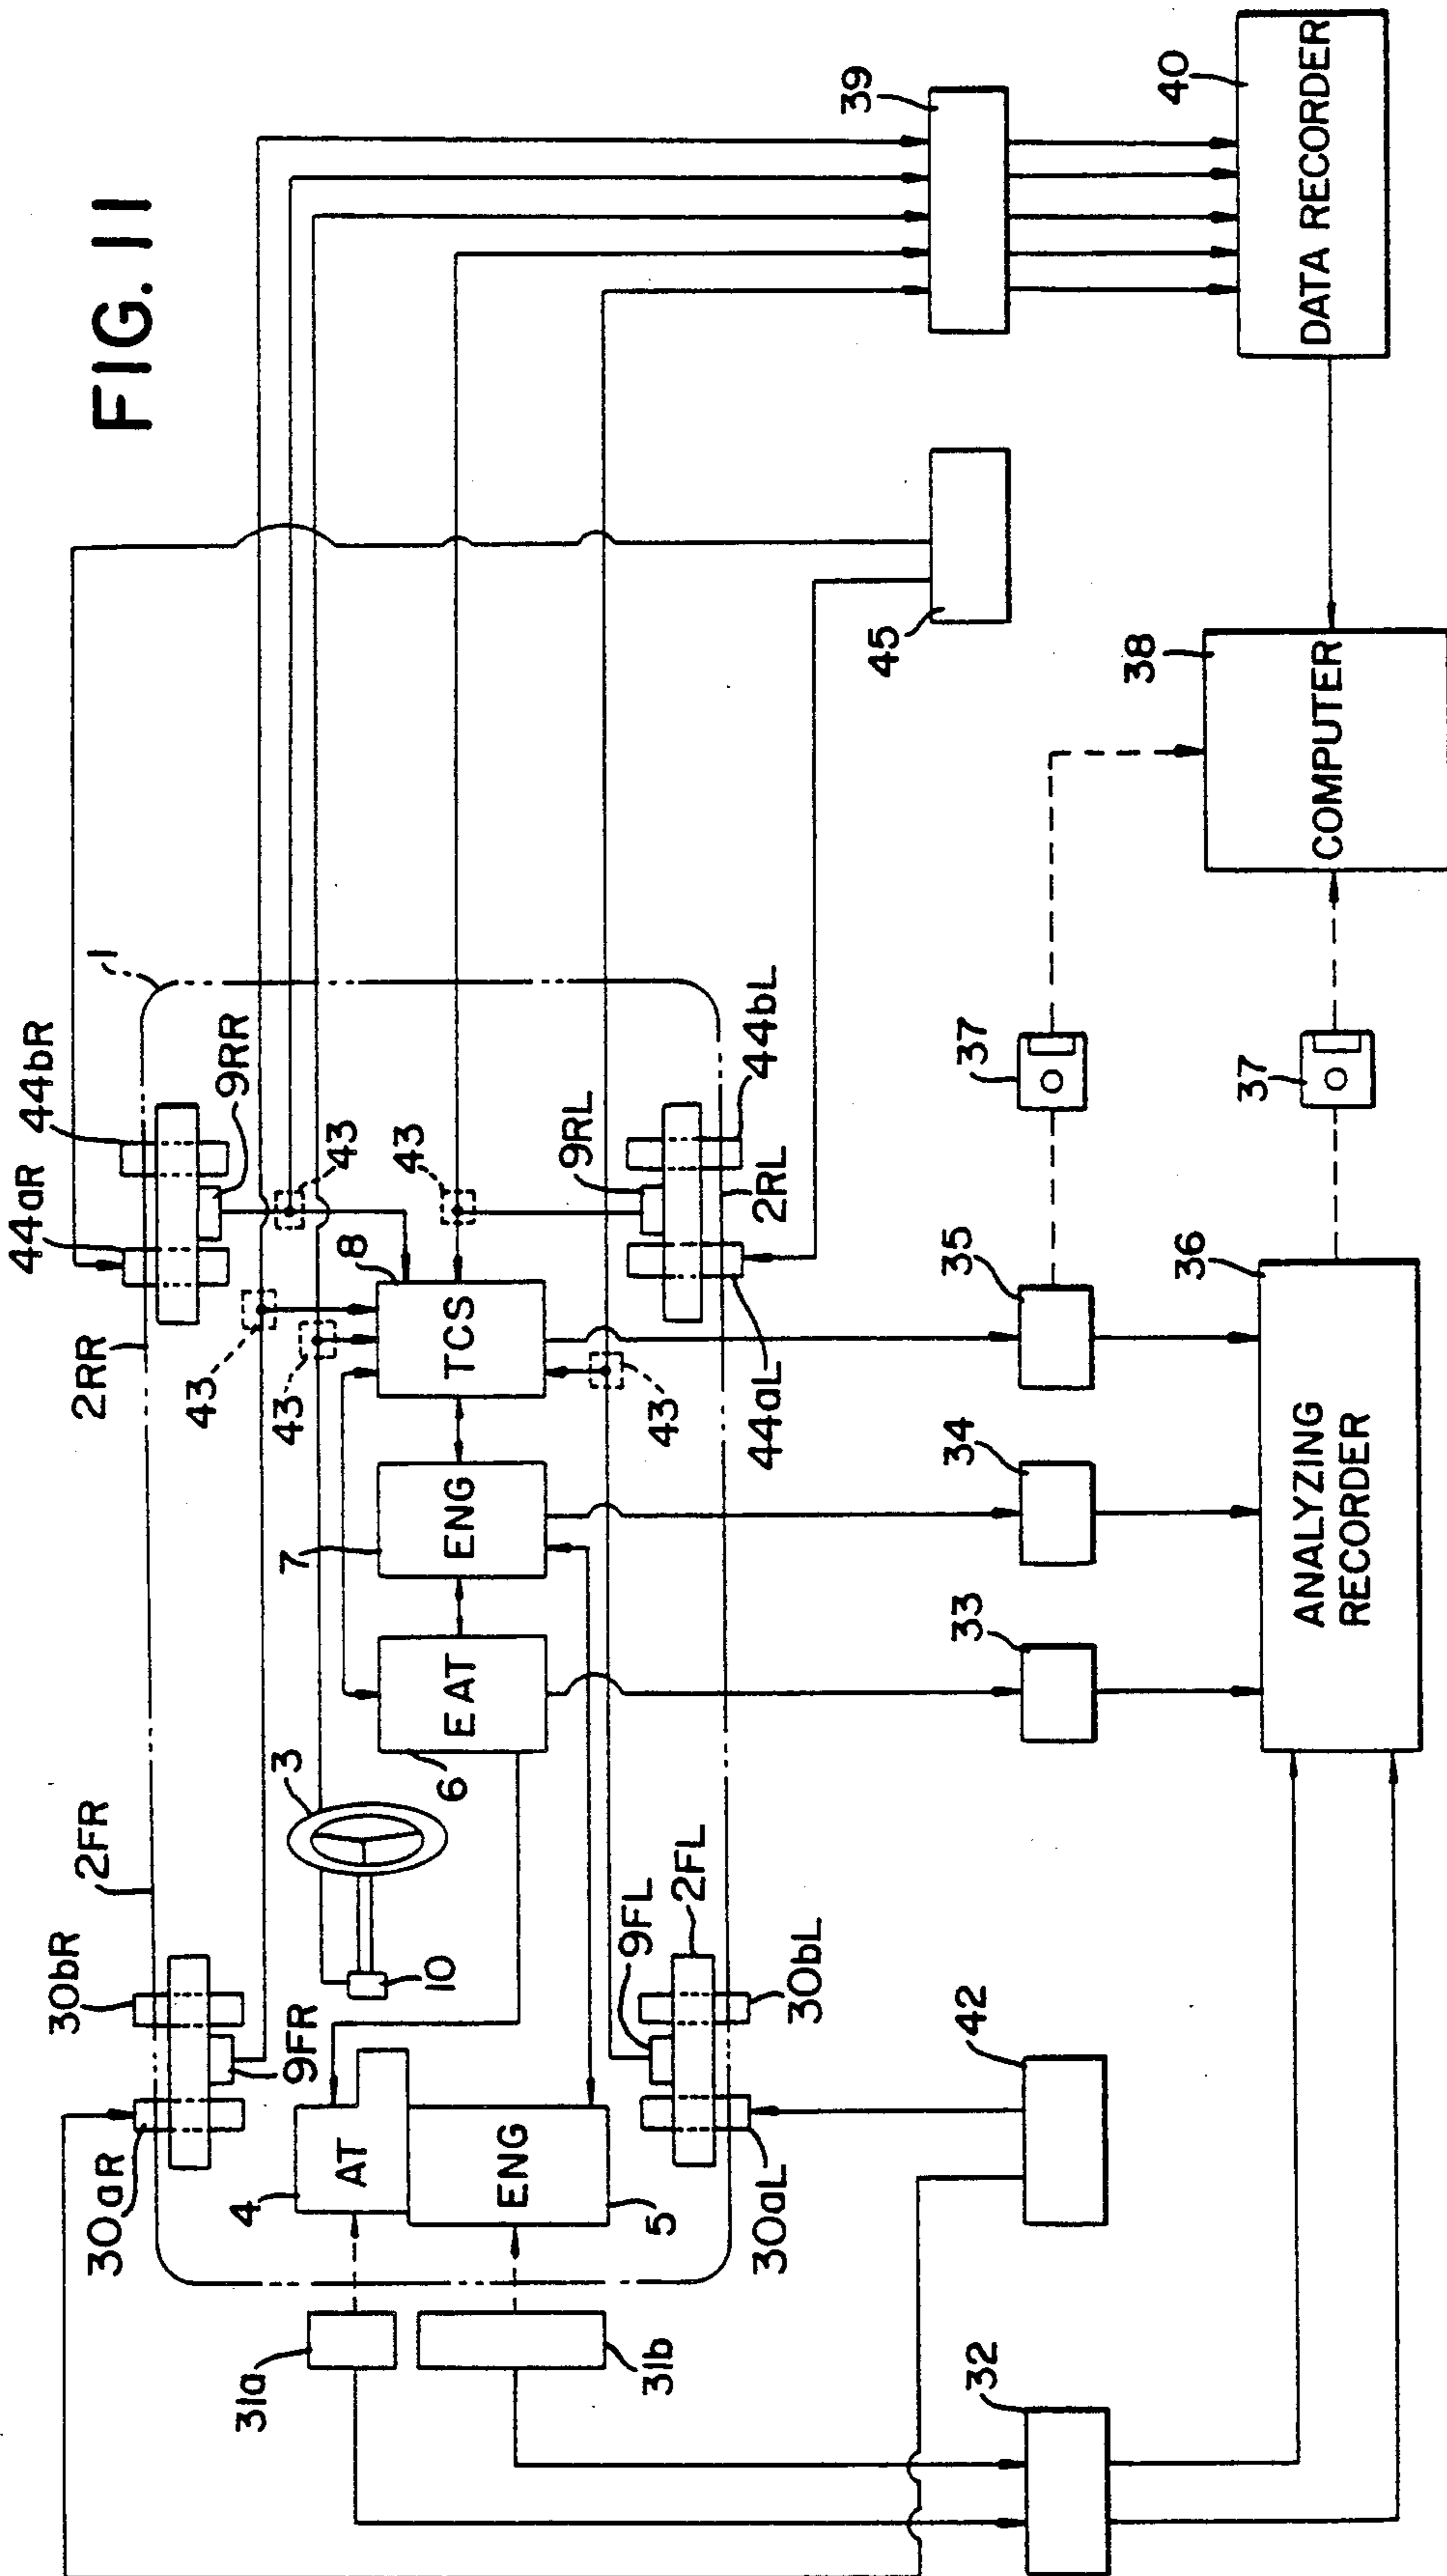 FIG. 11
1
44bR
44aR
9RR
43
43
2RR
43
43
8
TCS
9RL
44bL
2RL
44aL
43
7
ENG
EAT
6
3
2FR
30bR
9FR
30aR
10
9FL
2FL
30bL
30aL
4
AT
ENG
5
31a
31b
32
42
33
34
35
36
ANALYZING
RECORDER
37
37
38
COMPUTER
45
39
40
DATA RECORDER